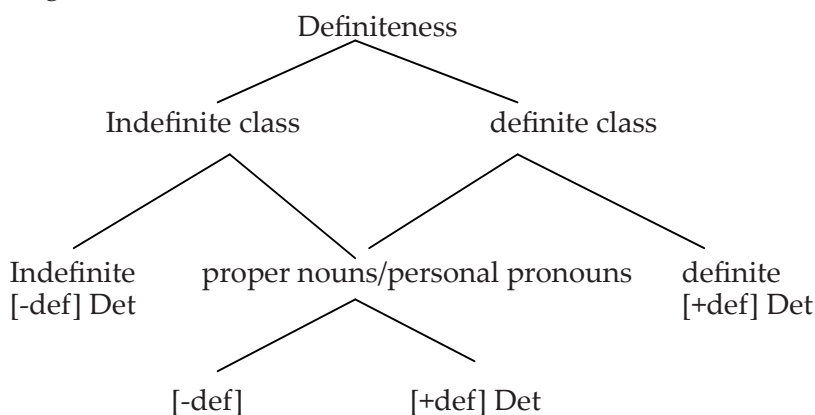 Definiteness
Indefinite class definite class
Indefinite proper nouns/personal pronouns definite
[-def] Det [+def] Det
[-def] [+def] Det